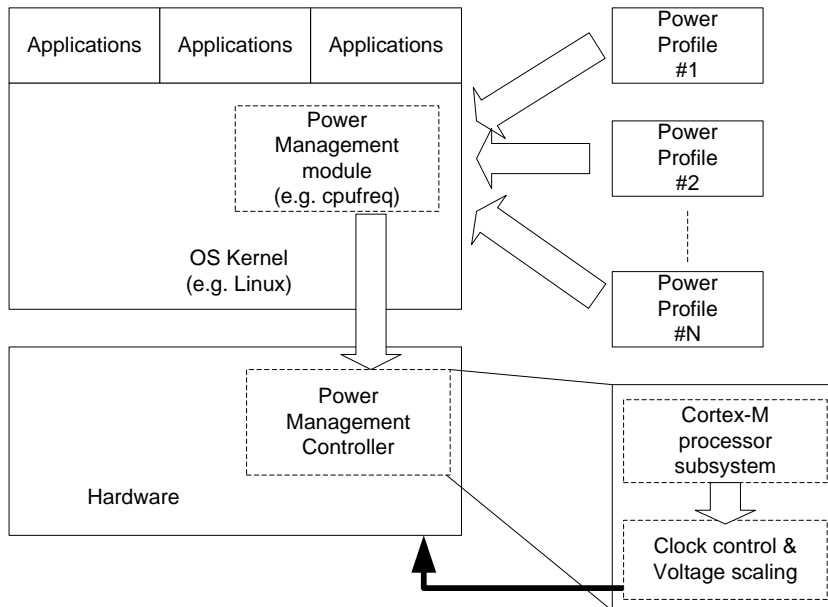 Applications
Applications
Applications
Power
Profile
#1
Power
Management
module
(e.g. cpufreq)
Power
Profile
#2
OS Kernel
(e.g. Linux)
Power
Profile
#N
Power
Management
Controller
Hardware
Cortex-M
processor
subsystem
Clock control &
Voltage scaling